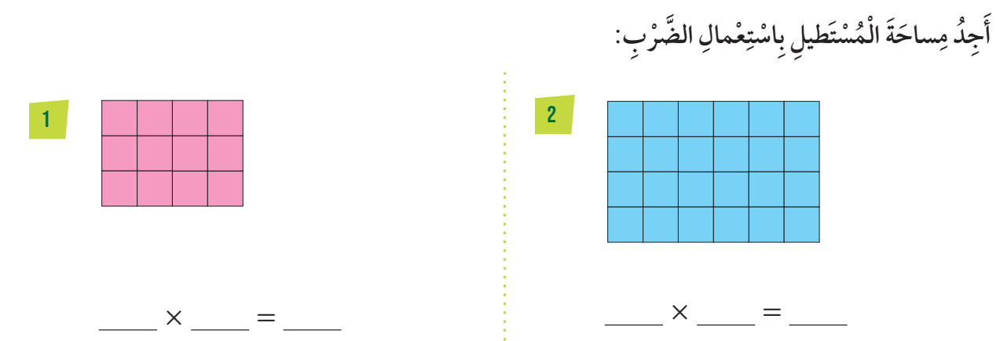 أَجِدُ مِساحَةَ الْمُسْتَطيلِ بِاسْتِعْمالِ الضَّرْبِ:
1
2
____ × ____ = ____
____ × ____ = ____